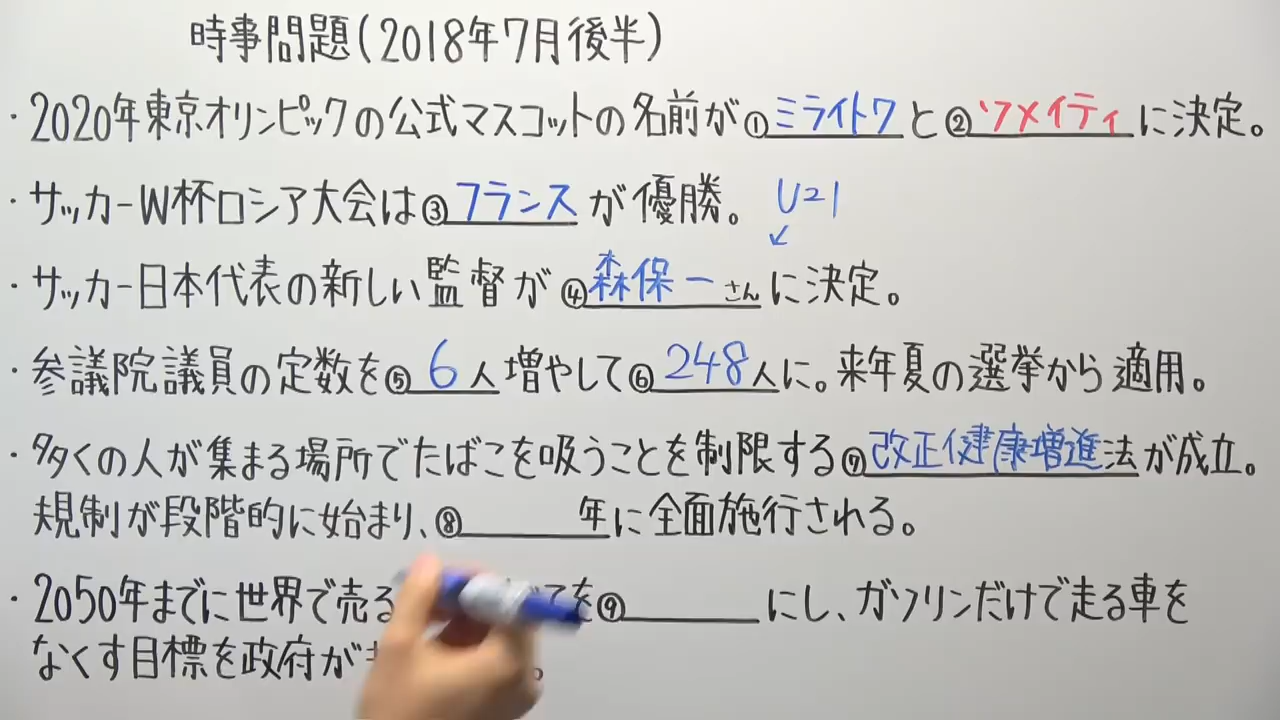 時事問題(2018年7月後半)
・2020年東京オリンピックの公式マスコットの名前が①ミライトワと②ソメイティに決定。
・サッカーW杯ロシア大会は③フランスが優勝。 U=21
・サッカー日本代表の新しい監督が④森保一さんに決定。
・参議院議員の定数を⑤6人増やして⑥248人に。来年夏の選挙から適用。
・多くの人が集まる場所でたばこを吸うことを制限する⑦改正健康増進法が成立。
規制が段階的に始まり、⑧ 年に全面施行される。
・2050年までに世界で売る てを⑨ にし、ガソリンだけで走る車を
なくす目標を政府が 。